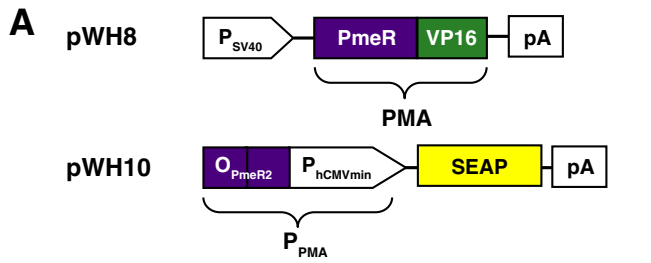 A
pWH8 PSV40 PmeR VP16 pA
PMA
pWH10 OPmeR2 PhCMVmin SEAP pA
PPMA